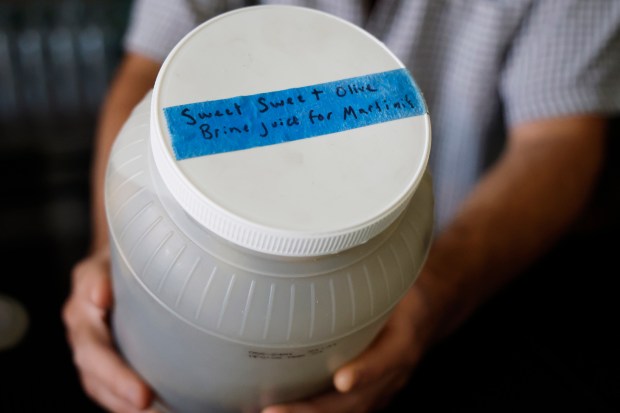 Sweet Sweet Olive
Brine Juice for Martinis